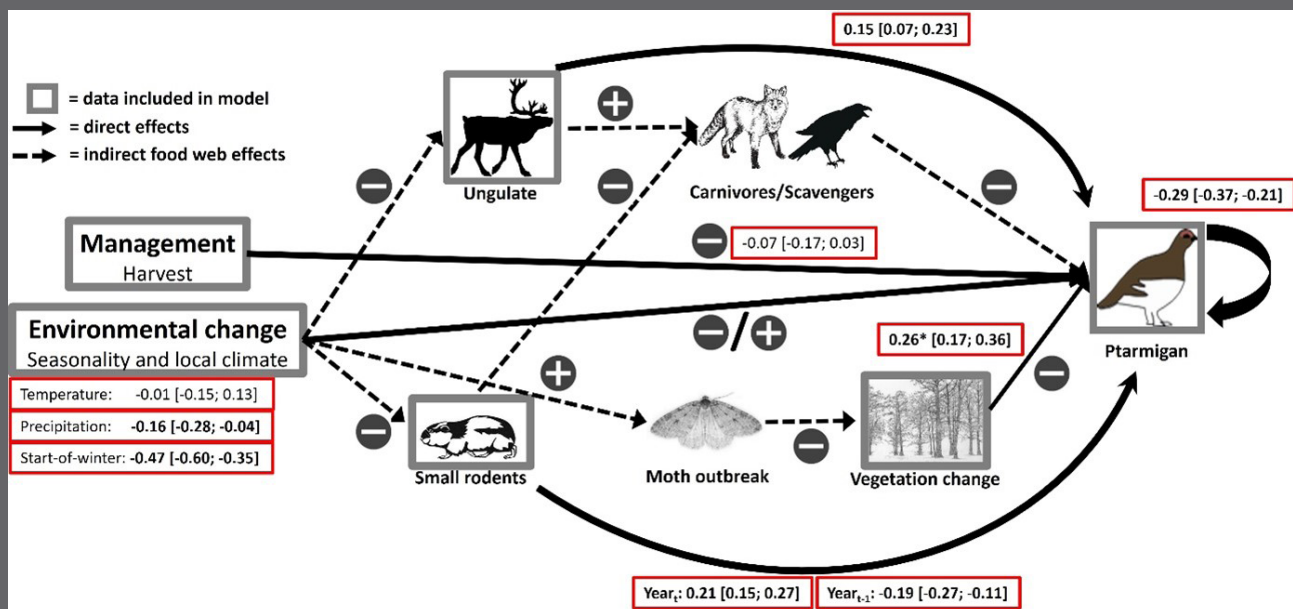 0.15 [0.07; 0.23]
= data included in model
= direct effects
= indirect food web effects
Ungulate
Carnivores/Scavengers
-0.29 [-0.37; -0.21]
Management
Harvest
-0.07 [-0.17; 0.03]
Environmental change
Seasonality and local climate
-/+
0.26* [0.17; 0.36]
Ptarmigan
Temperature: -0.01 [-0.15; 0.13]
Precipitation: -0.16 [-0.28; -0.04]
Start-of-winter: -0.47 [-0.60; -0.35]
Small rodents
Moth outbreak
Vegetation change
Yearₜ: 0.21 [0.15; 0.27]
Yearₜ₋₁: -0.19 [-0.27; -0.11]